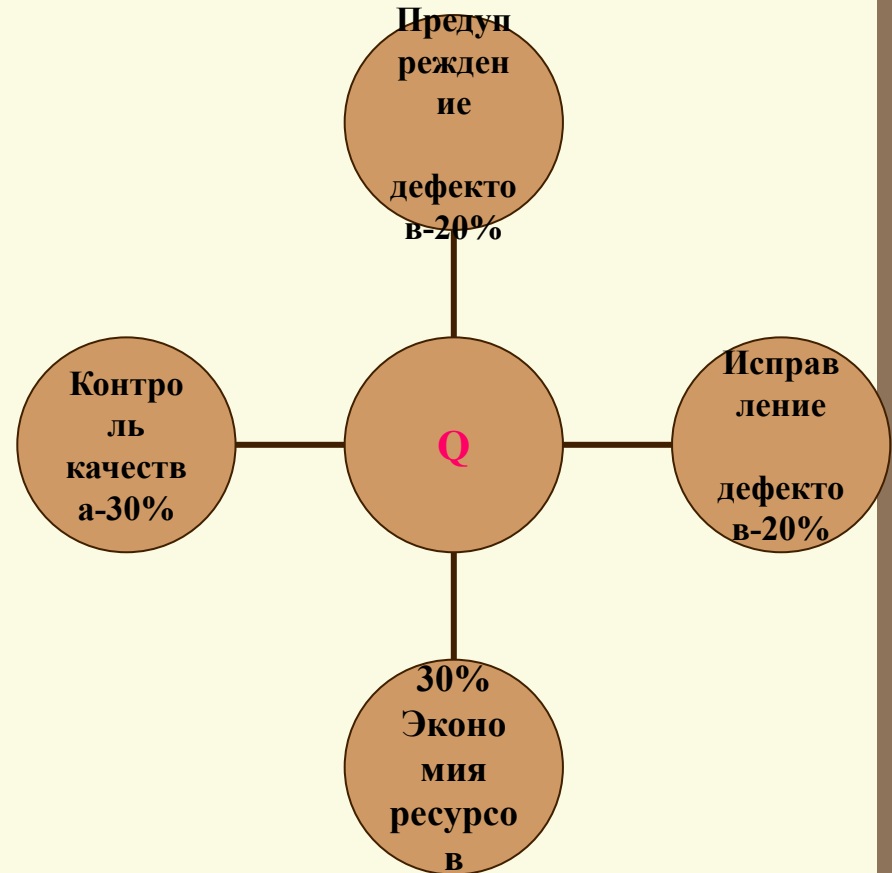 Предуп
режден
ие
дефекто
в-20%
Контро
ль
качеств
а-30%
Q
Исправ
ление
дефекто
в-20%
30%
Эконо
мия
ресурсо
в